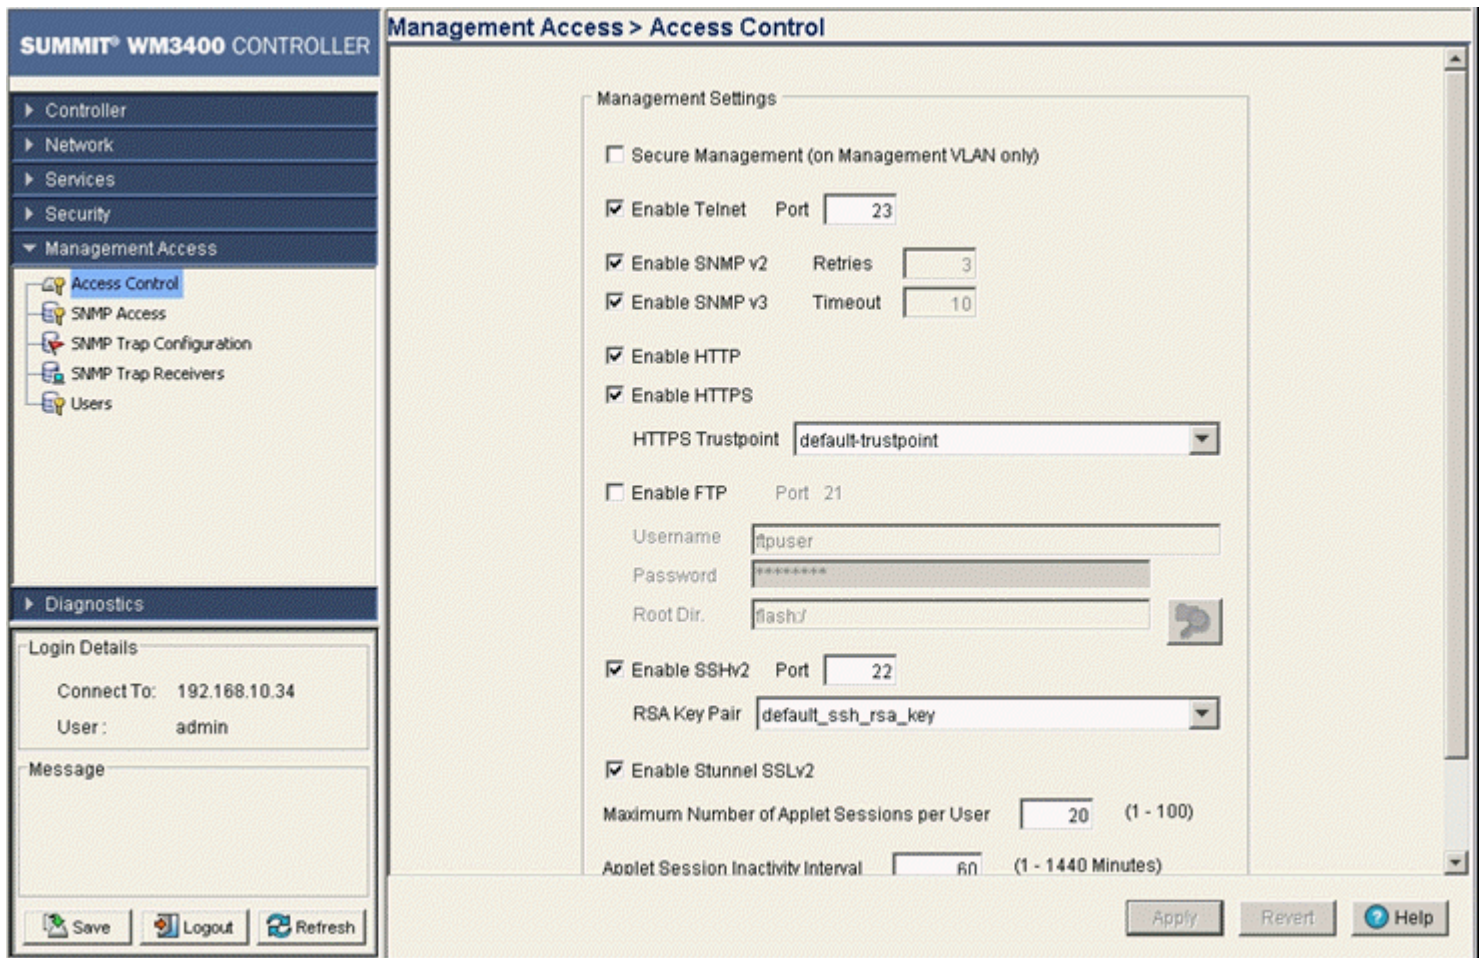 SUMMIT® WM3400 CONTROLLER
Controller
Network
Services
Security
Management Access
Access Control
SNMP Access
SNMP Trap Configuration
SNMP Trap Receivers
Users
Diagnostics
Login Details
Connect To: 192.168.10.34
User : admin
Message
Save Logout Refresh
Management Access > Access Control
Management Settings
Secure Management (on Management VLAN only)
Enable Telnet Port 23
Enable SNMP v2 Retries 3
Enable SNMP v3 Timeout 10
Enable HTTP
Enable HTTPS
HTTPS Trustpoint default-trustpoint
Enable FTP Port 21
Username ftpuser
Password ********
Root Dir. flash:/
Enable SSHv2 Port 22
RSA Key Pair default_ssh_rsa_key
Enable Stunnel SSLv2
Maximum Number of Applet Sessions per User 20 (1 - 100)
Applet Session Inactivity Interval 60 (1 - 1440 Minutes)
Apply Revert Help